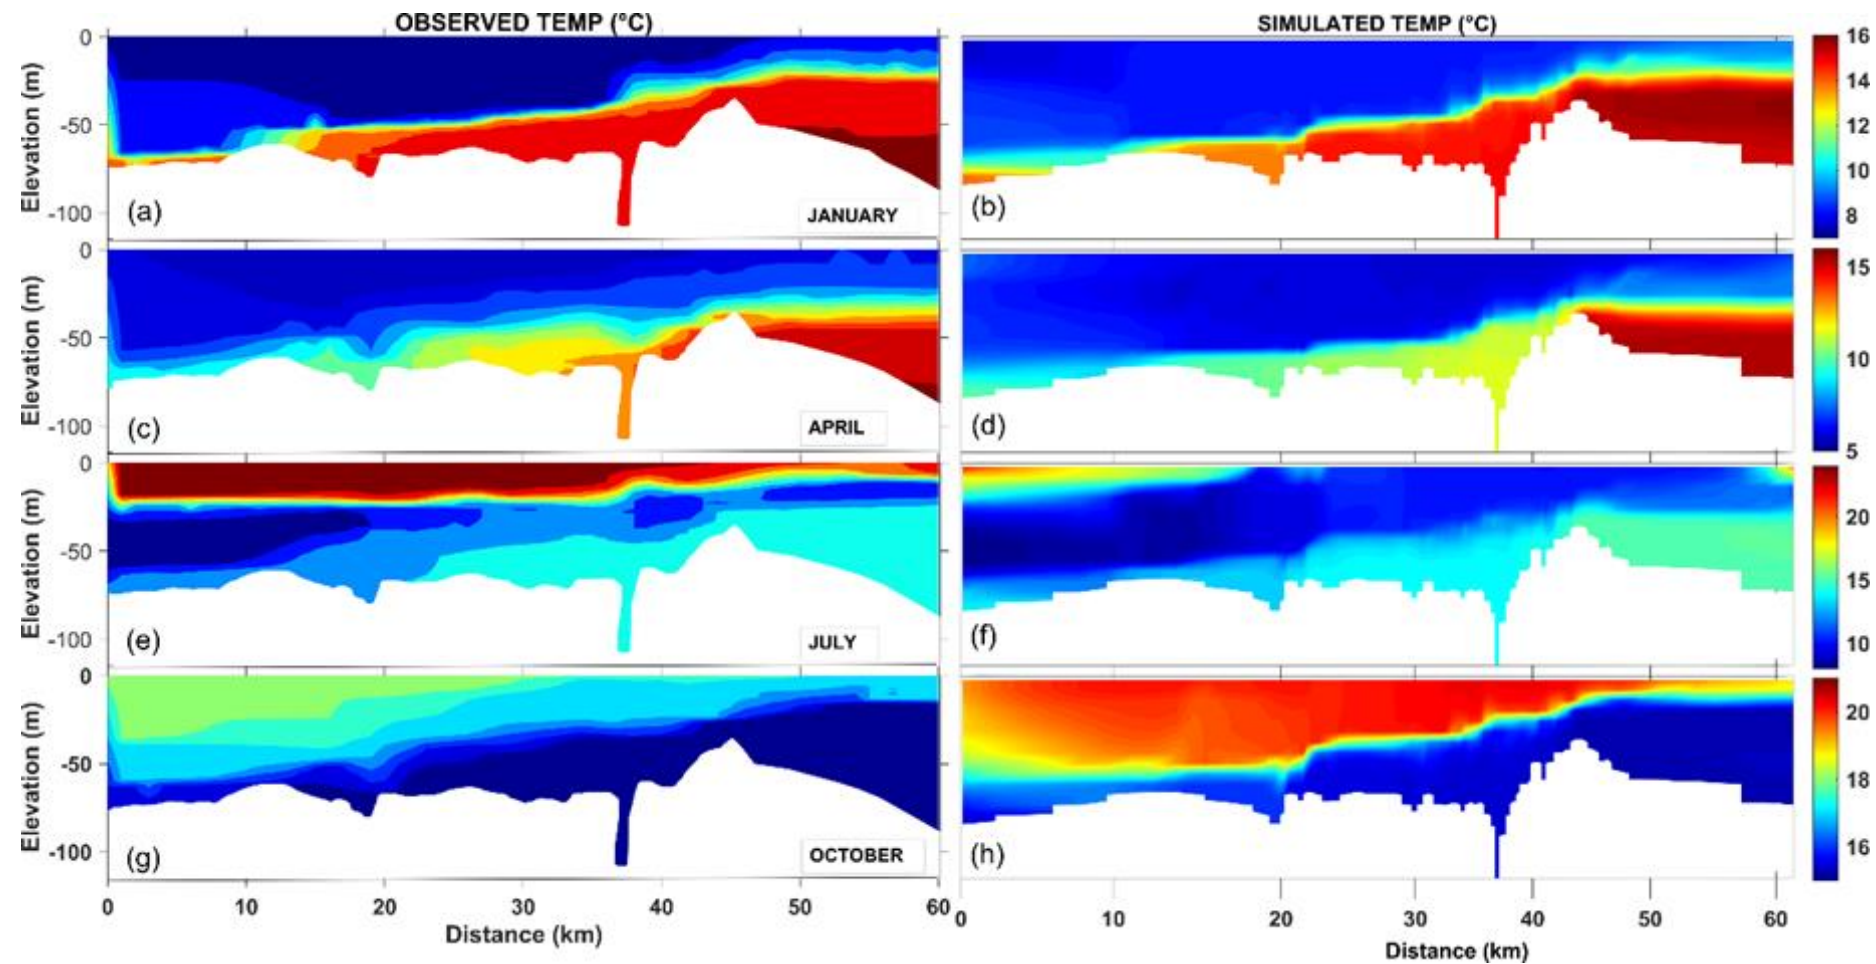 OBSERVED TEMP (°C) SIMULATED TEMP (°C)
0 16
Elevation (m) -50 14
12
10
-100 (a) JANUARY (b) 8
0 15
Elevation (m) -50 10
-100 (c) APRIL (d) 5
0 20
Elevation (m) -50 15
-100 (e) JULY (f) 10
0 20
Elevation (m) -50 18
-100 (g) OCTOBER (h) 16
0 10 20 30 40 50 60 0 10 20 30 40 50 60
Distance (km) Distance (km)